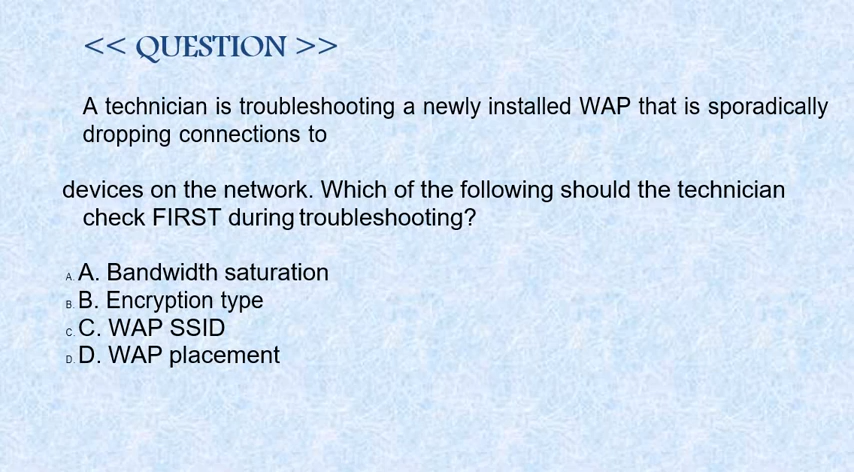 << QUESTION >>
A technician is troubleshooting a newly installed WAP that is sporadically
dropping connections to
devices on the network. Which of the following should the technician
check FIRST during troubleshooting?
A. A. Bandwidth saturation
B. B. Encryption type
C. C. WAP SSID
D. D. WAP placement